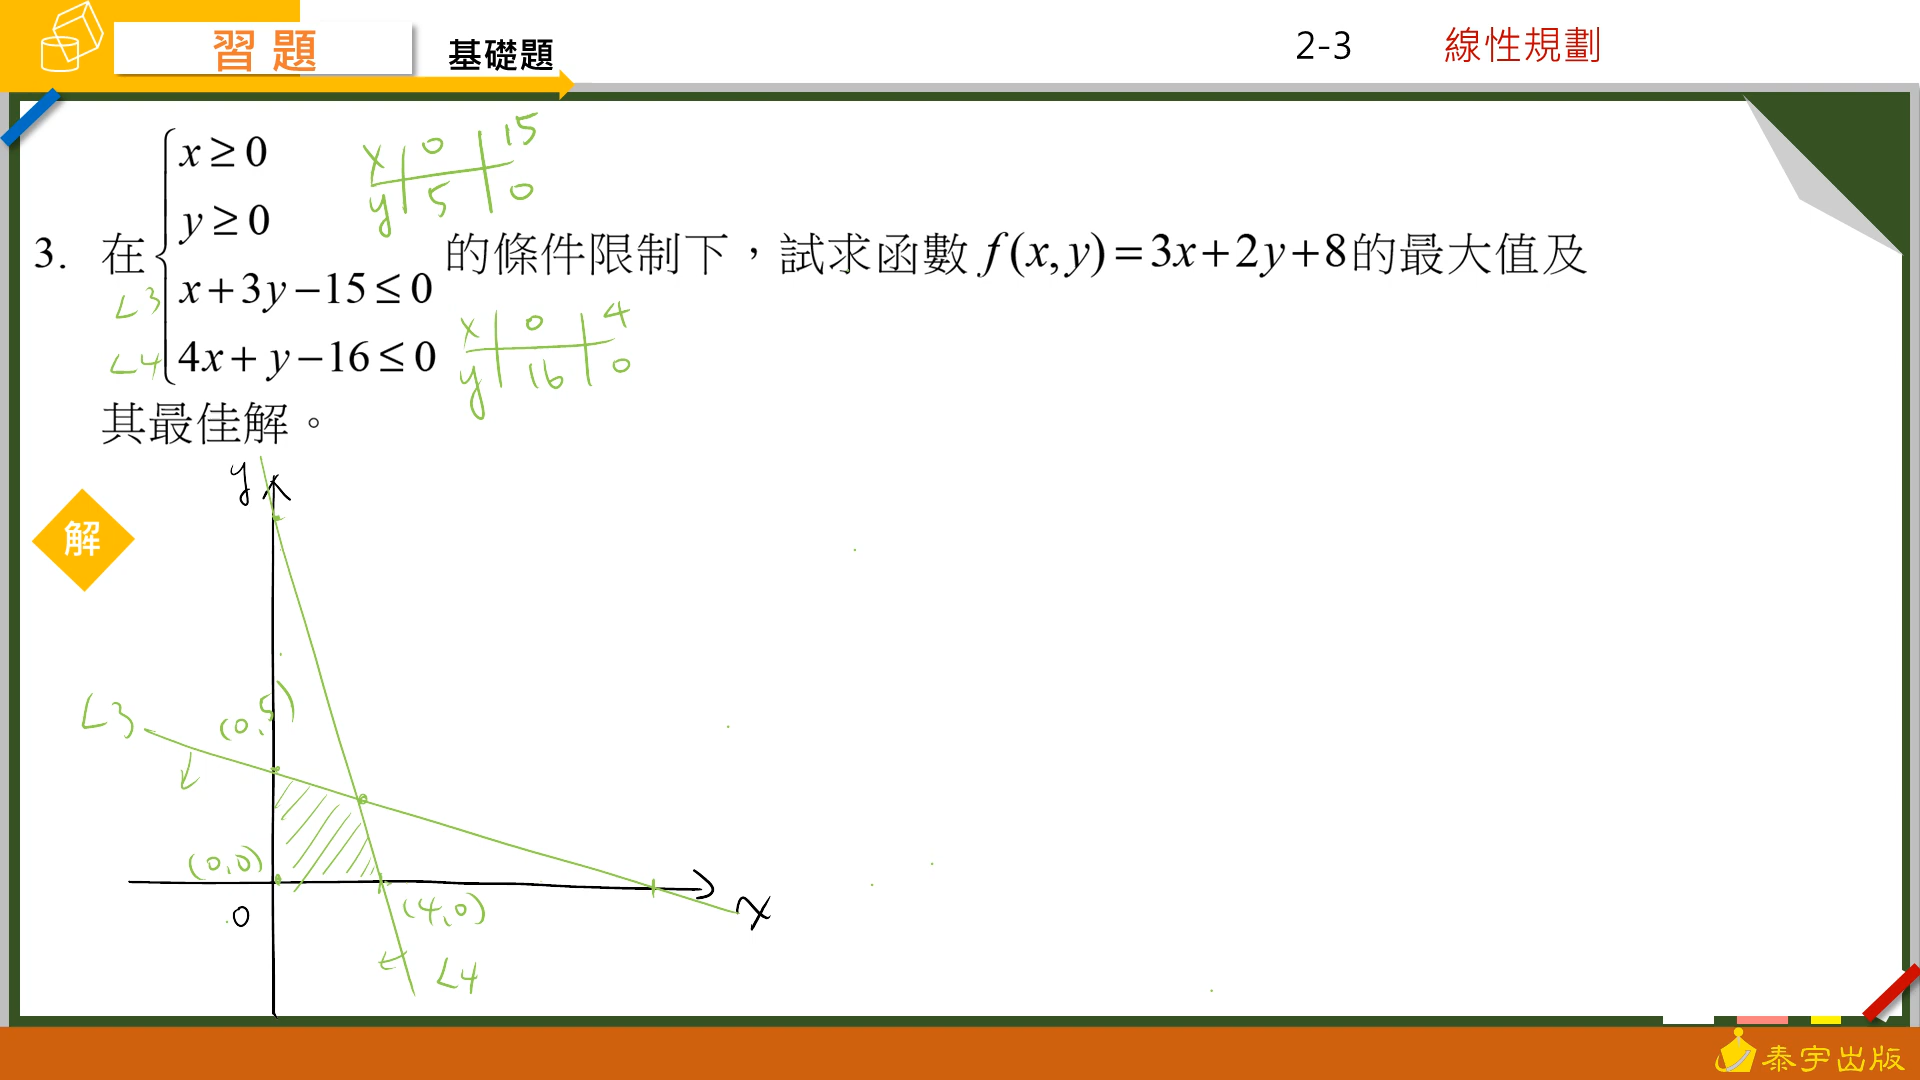 習題 基礎題 2-3 線性規劃
x ≥ 0
y ≥ 0
3. 在 的條件限制下，試求函數 f(x, y) = 3x + 2y + 8 的最大值及
L3 x + 3y − 15 ≤ 0
L4 4x + y − 16 ≤ 0
其最佳解。
x 0 15
y 5 0
x 0 4
y 16 0
解
y
L3 (0,5)
(0,0)
0 (4,0) x
L4
泰宇出版